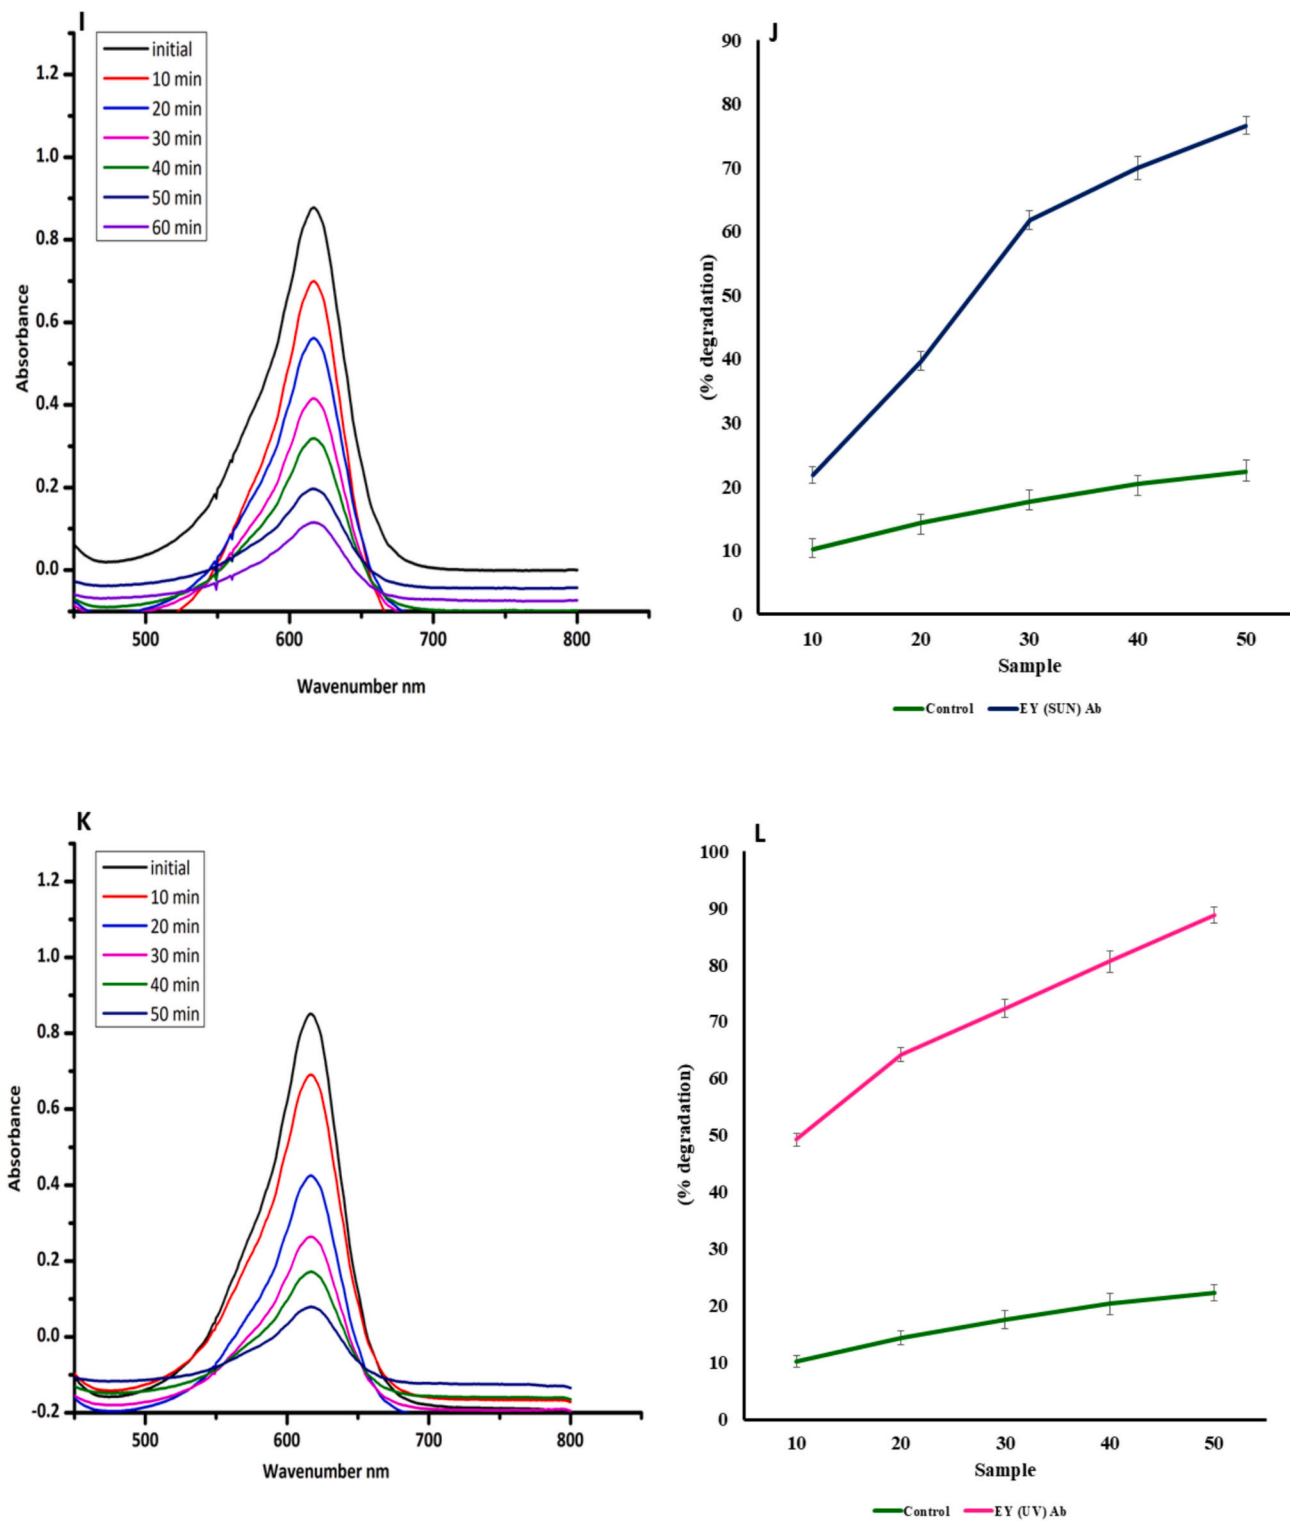 I
initial
10 min
20 min
30 min
40 min
50 min
60 min
1.2
1.0
0.8
0.6
0.4
0.2
0.0
Absorbance
500
600
700
800
Wavenumber nm
J
90
80
70
60
50
40
30
20
10
0
(% degradation)
10
20
30
40
50
Sample
Control
EY (SUN) Ab
K
initial
10 min
20 min
30 min
40 min
50 min
1.2
1.0
0.8
0.6
0.4
0.2
0.0
-0.2
Absorbance
500
600
700
800
Wavenumber nm
L
100
90
80
70
60
50
40
30
20
10
0
(% degradation)
10
20
30
40
50
Sample
Control
EY (UV) Ab